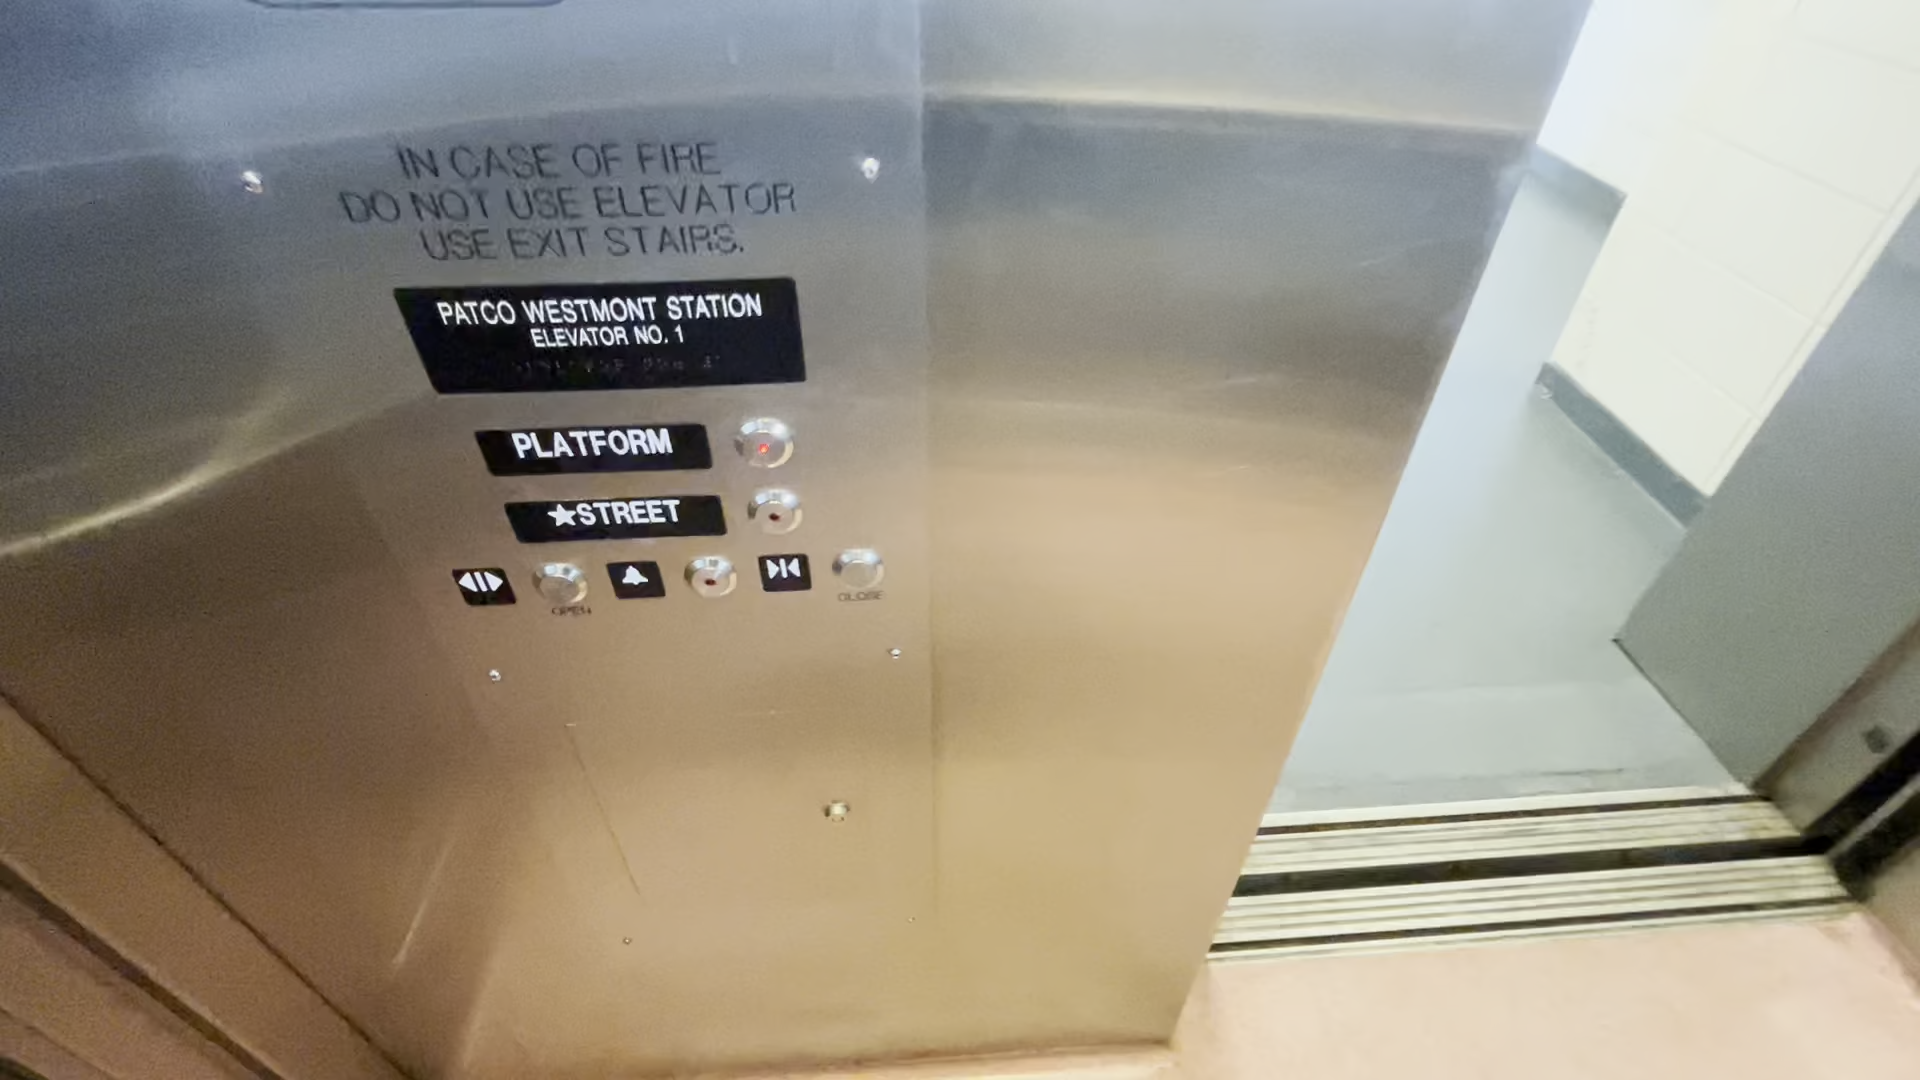 IN CASE OF FIRE
DO NOT USE ELEVATOR
USE EXIT STAIRS.
PATCO WESTMONT STATION
ELEVATOR NO. 1
PLATFORM
★STREET
OPEN
CLOSE